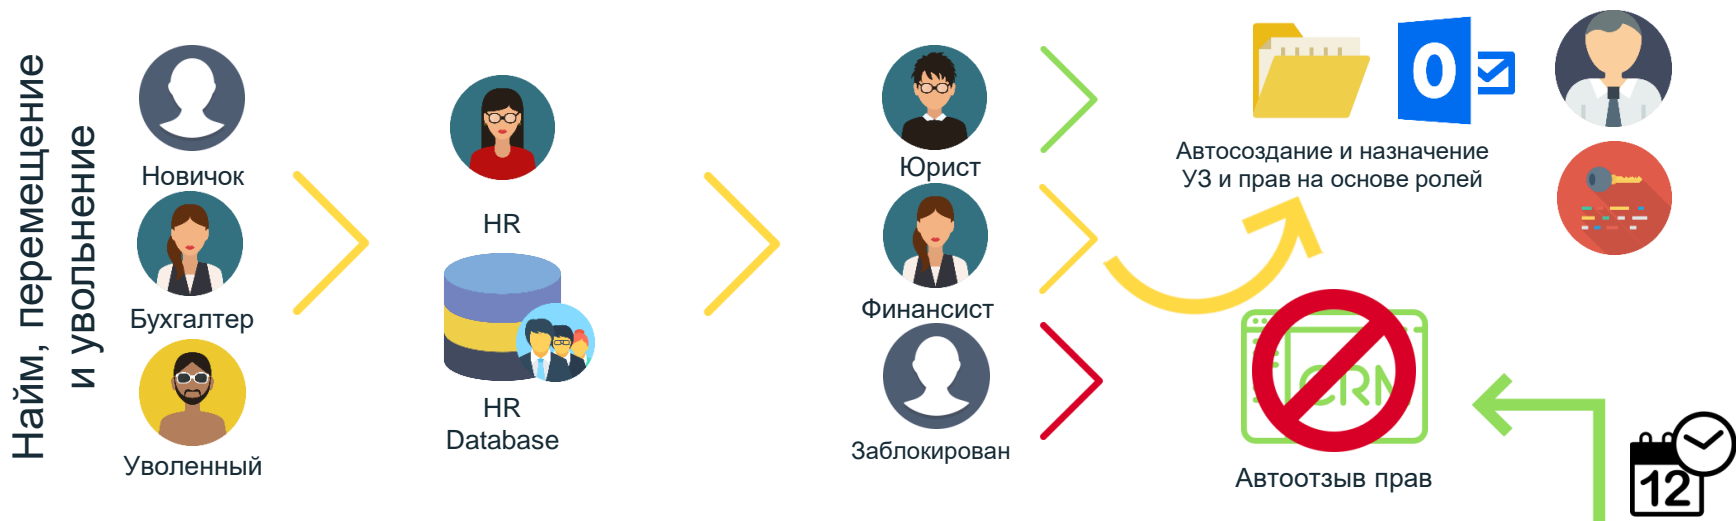 Найм, перемещение
и увольнение
Новичок
Бухгалтер
Уволенный
HR
HR
Database
Юрист
Финансист
Заблокирован
Автосоздание и назначение
УЗ и прав на основе ролей
CRM
Автоотзыв прав
12